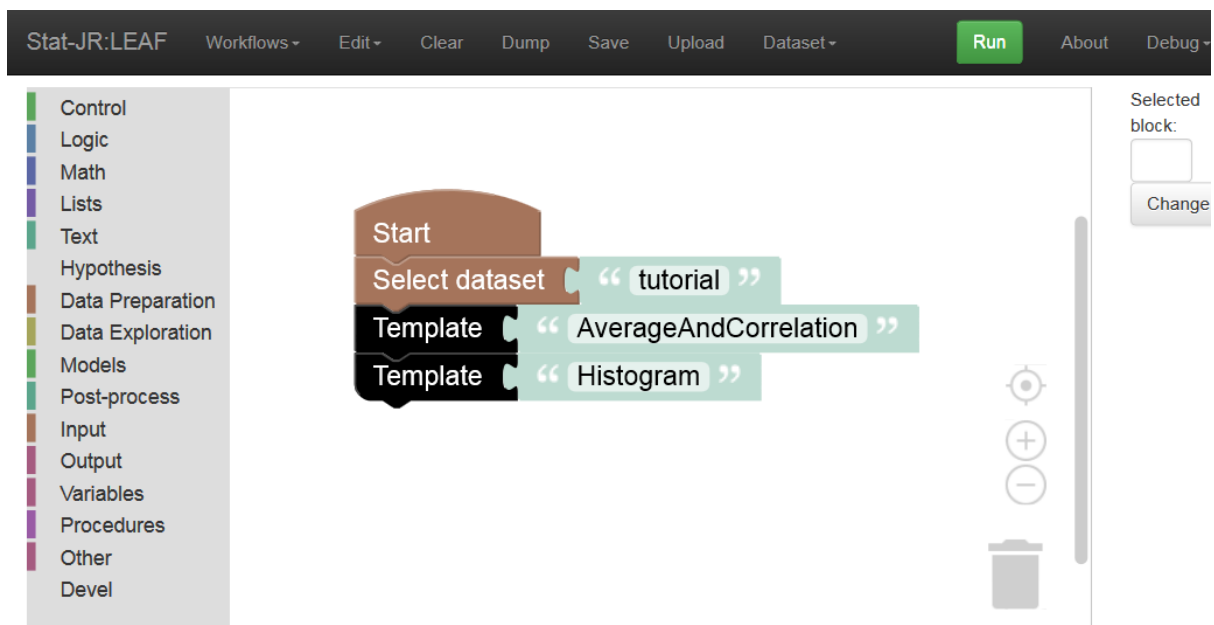 Stat-JR:LEAF Workflows Edit Clear Dump Save Upload Dataset Run About Debug
Control
Logic
Math
Lists
Text
Hypothesis
Data Preparation
Data Exploration
Models
Post-process
Input
Output
Variables
Procedures
Other
Devel
Start
Select dataset “ tutorial ”
Template “ AverageAndCorrelation ”
Template “ Histogram ”
Selected
block:
Change